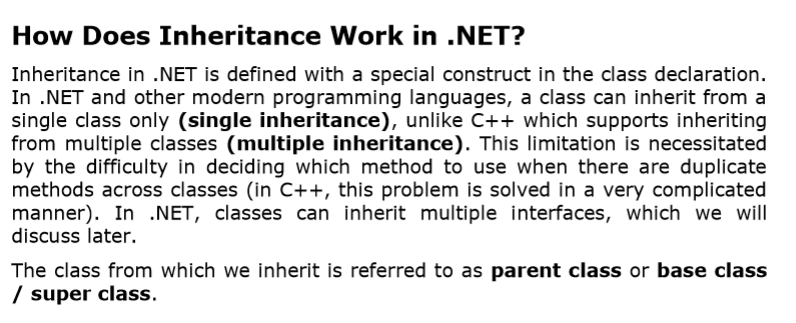 How Does Inheritance Work in .NET?
Inheritance in .NET is defined with a special construct in the class declaration.
In .NET and other modern programming languages, a class can inherit from a
single class only (single inheritance), unlike C++ which supports inheriting
from multiple classes (multiple inheritance). This limitation is necessitated
by the difficulty in deciding which method to use when there are duplicate
methods across classes (in C++, this problem is solved in a very complicated
manner). In .NET, classes can inherit multiple interfaces, which we will
discuss later.
The class from which we inherit is referred to as parent class or base class
/ super class.